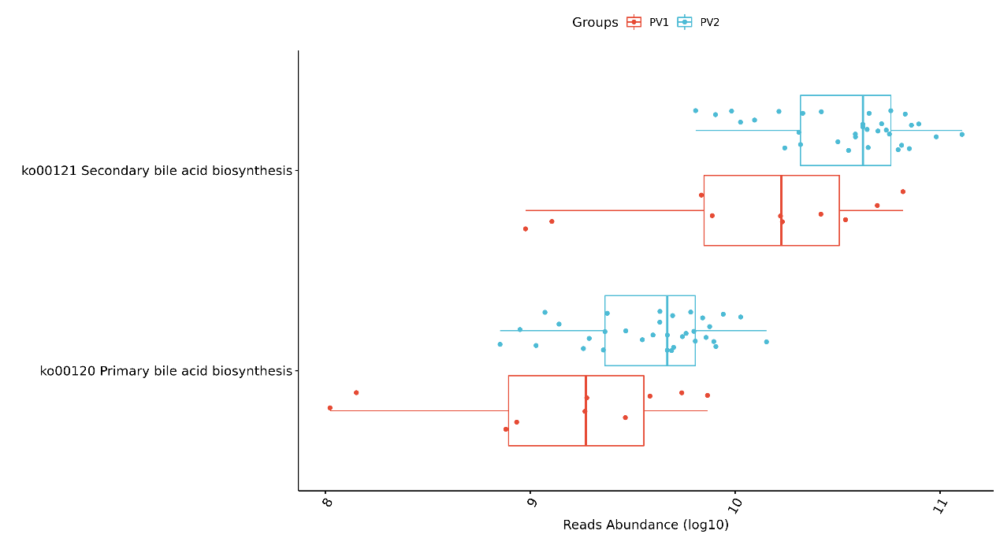 Groups PV1 PV2
ko00121 Secondary bile acid biosynthesis
ko00120 Primary bile acid biosynthesis
8 9 10 11
Reads Abundance (log10)